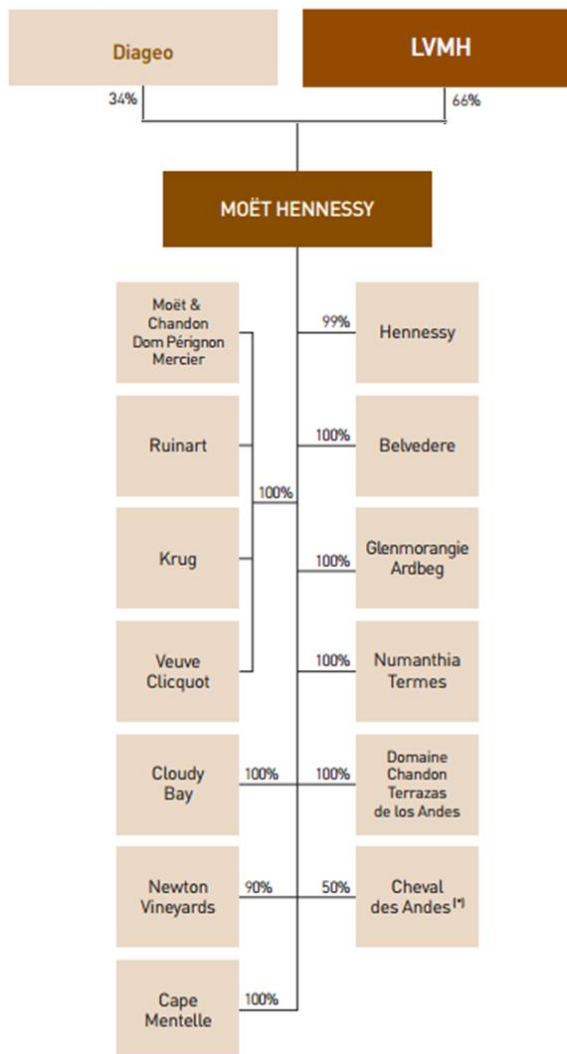 Diageo
LVMH
34%
66%
MOËT HENNESSY
Moët &
Chandon
Dom Pérignon
Mercier
99%
Hennessy
Ruinart
100%
Belvedere
100%
Krug
100%
Glenmorangie
Ardbeg
Veuve
Clicquot
100%
Numanthia
Termes
Cloudy
Bay
100%
100%
Domaine
Chandon
Terrazas
de los Andes
Newton
Vineyards
90%
50%
Cheval
des Andes (*)
Cape
Mentelle
100%